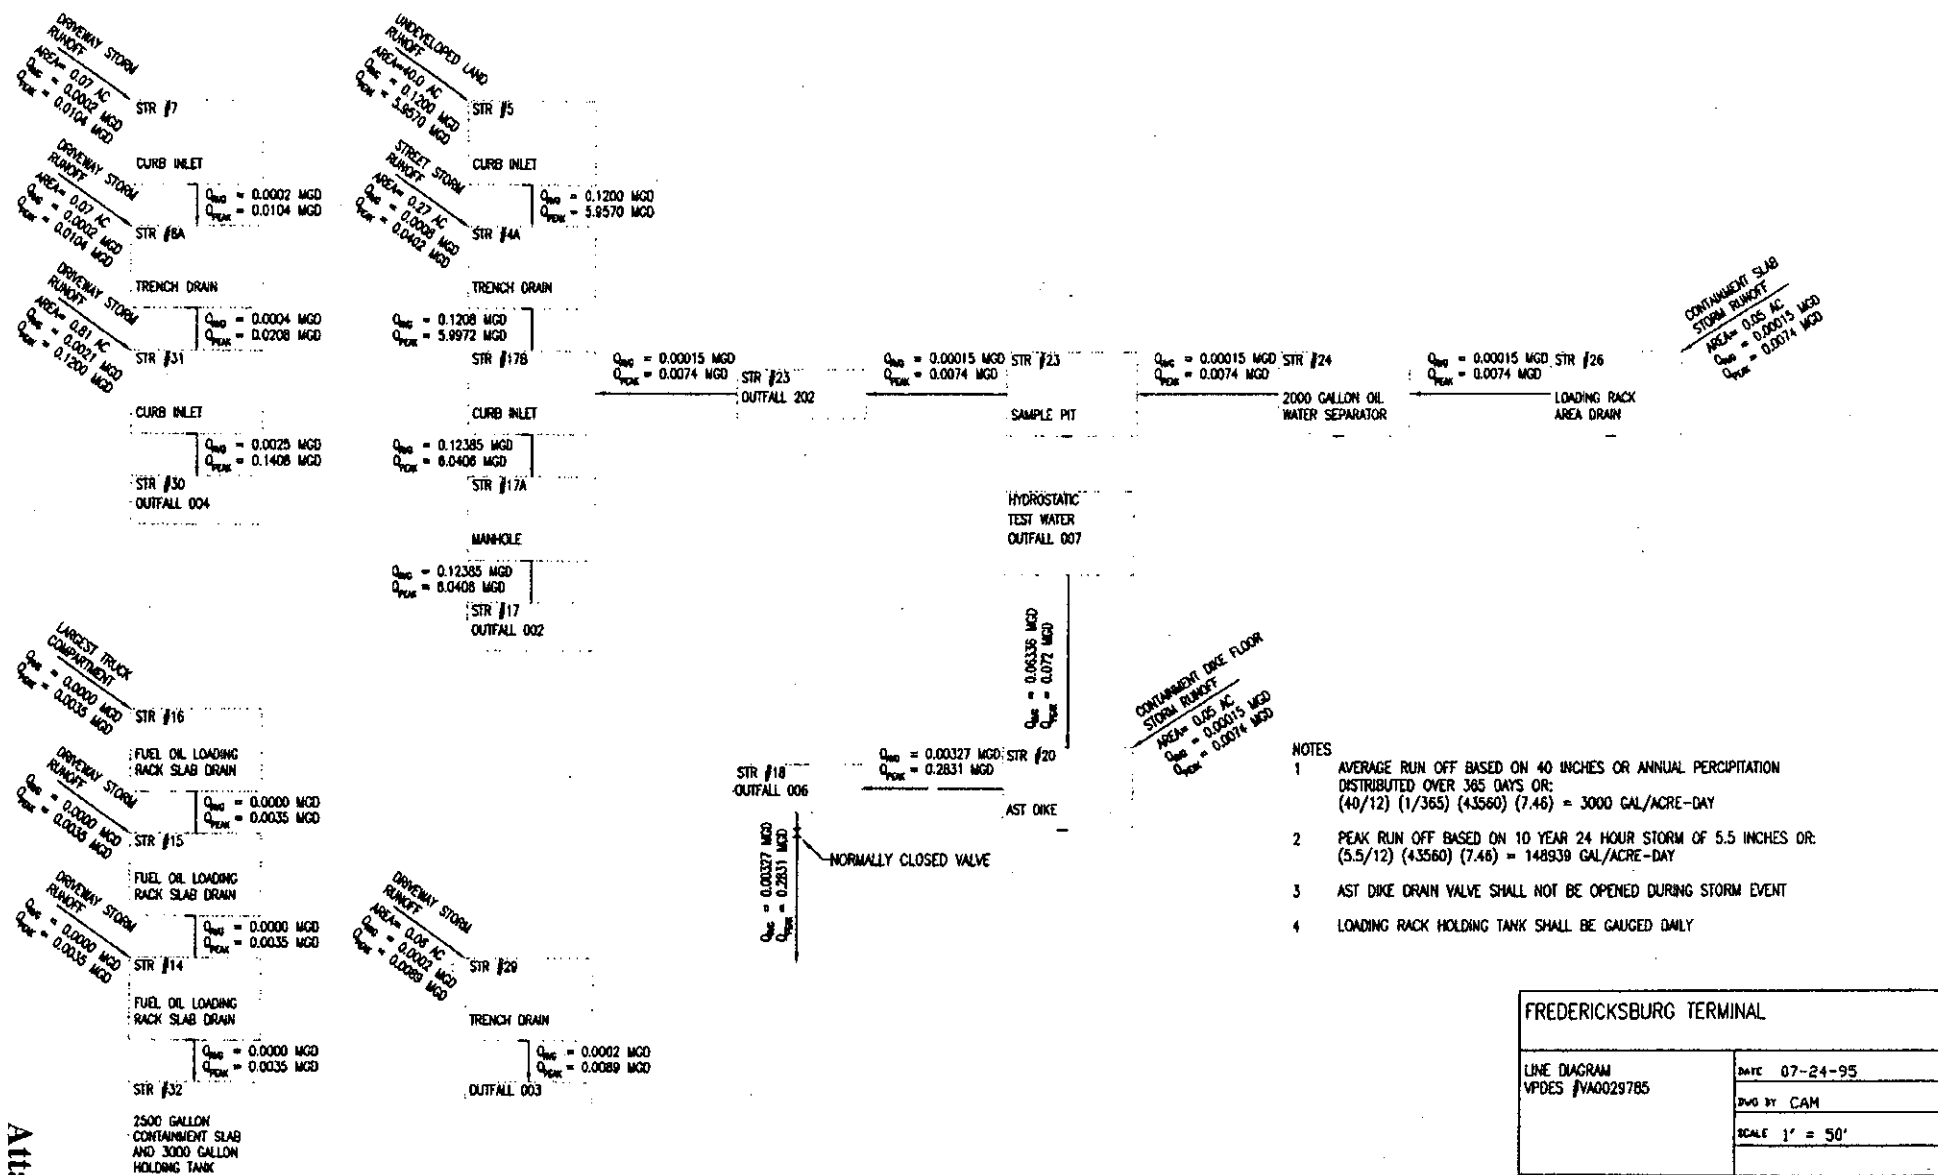 DRIVEWAY STORM
RUNOFF
AREA= 0.07 AC
QAVG = 0.0002 MGD
QPEAK = 0.0104 MGD
STR #7
CURB INLET
QAVG = 0.0002 MGD
QPEAK = 0.0104 MGD
DRIVEWAY STORM
RUNOFF
AREA= 0.07 AC
QAVG = 0.0002 MGD
QPEAK = 0.0104 MGD
STR #8A
TRENCH DRAIN
QAVG = 0.0004 MGD
QPEAK = 0.0208 MGD
DRIVEWAY STORM
RUNOFF
AREA= 0.81 AC
QAVG = 0.0021 MGD
QPEAK = 0.1200 MGD
STR #31
CURB INLET
QAVG = 0.0025 MGD
QPEAK = 0.1408 MGD
STR #30
OUTFALL 004
UNDEVELOPED LAND
RUNOFF
AREA=40.0 AC
QAVG = 0.1200 MGD
QPEAK = 5.9570 MGD
STR #5
CURB INLET
QAVG = 0.1200 MGD
QPEAK = 5.9570 MGD
STREET STORM
RUNOFF
AREA= 0.27 AC
QAVG = 0.0008 MGD
QPEAK = 0.0402 MGD
STR #4A
TRENCH DRAIN
QAVG = 0.1208 MGD
QPEAK = 5.9972 MGD
STR #17B
CURB INLET
QAVG = 0.12385 MGD
QPEAK = 6.0406 MGD
STR #17A
MANHOLE
QAVG = 0.12385 MGD
QPEAK = 6.0406 MGD
STR #17
OUTFALL 002
QAVG = 0.00015 MGD
QPEAK = 0.0074 MGD
STR #23
OUTFALL 202
QAVG = 0.00015 MGD
QPEAK = 0.0074 MGD
STR #23
SAMPLE PIT
QAVG = 0.00015 MGD
QPEAK = 0.0074 MGD
STR #24
2000 GALLON OIL
WATER SEPARATOR
QAVG = 0.00015 MGD
QPEAK = 0.0074 MGD
STR #26
LOADING RACK
AREA DRAIN
CONTAINMENT SLAB
STORM RUNOFF
AREA= 0.05 AC
QAVG = 0.00015 MGD
QPEAK = 0.0074 MGD
HYDROSTATIC
TEST WATER
OUTFALL 007
QAVG = 0.06336 MGD
QPEAK = 0.072 MGD
CONTAINMENT DIKE FLOOR
STORM RUNOFF
AREA= 0.05 AC
QAVG = 0.00015 MGD
QPEAK = 0.0074 MGD
STR #20
AST DIKE
QAVG = 0.00327 MGD
QPEAK = 0.2831 MGD
STR #18
OUTFALL 006
QAVG = 0.00327 MGD
QPEAK = 0.2831 MGD
NORMALLY CLOSED VALVE
LARGEST TRUCK
COMPARTMENT
QAVG = 0.0000 MGD
QPEAK = 0.0035 MGD
STR #16
FUEL OIL LOADING
RACK SLAB DRAIN
QAVG = 0.0000 MGD
QPEAK = 0.0035 MGD
DRIVEWAY STORM
RUNOFF
QAVG = 0.0000 MGD
QPEAK = 0.0035 MGD
STR #15
FUEL OIL LOADING
RACK SLAB DRAIN
QAVG = 0.0000 MGD
QPEAK = 0.0035 MGD
DRIVEWAY STORM
RUNOFF
QAVG = 0.0000 MGD
QPEAK = 0.0035 MGD
STR #14
FUEL OIL LOADING
RACK SLAB DRAIN
QAVG = 0.0000 MGD
QPEAK = 0.0035 MGD
STR #32
2500 GALLON
CONTAINMENT SLAB
AND 3000 GALLON
HOLDING TANK
DRIVEWAY STORM
RUNOFF
AREA= 0.06 AC
QAVG = 0.0002 MGD
QPEAK = 0.0089 MGD
STR #29
TRENCH DRAIN
QAVG = 0.0002 MGD
QPEAK = 0.0089 MGD
OUTFALL 003
NOTES
1 AVERAGE RUN OFF BASED ON 40 INCHES OR ANNUAL PERCIPITATION
DISTRIBUTED OVER 365 DAYS OR:
(40/12) (1/365) (43560) (7.46) = 3000 GAL/ACRE-DAY
2 PEAK RUN OFF BASED ON 10 YEAR 24 HOUR STORM OF 5.5 INCHES OR:
(5.5/12) (43560) (7.46) = 148939 GAL/ACRE-DAY
3 AST DIKE DRAIN VALVE SHALL NOT BE OPENED DURING STORM EVENT
4 LOADING RACK HOLDING TANK SHALL BE GAUGED DAILY
FREDERICKSBURG TERMINAL
LINE DIAGRAM
VPDES #VA0029785
DATE 07-24-95
DWG BY CAM
SCALE 1' = 50'